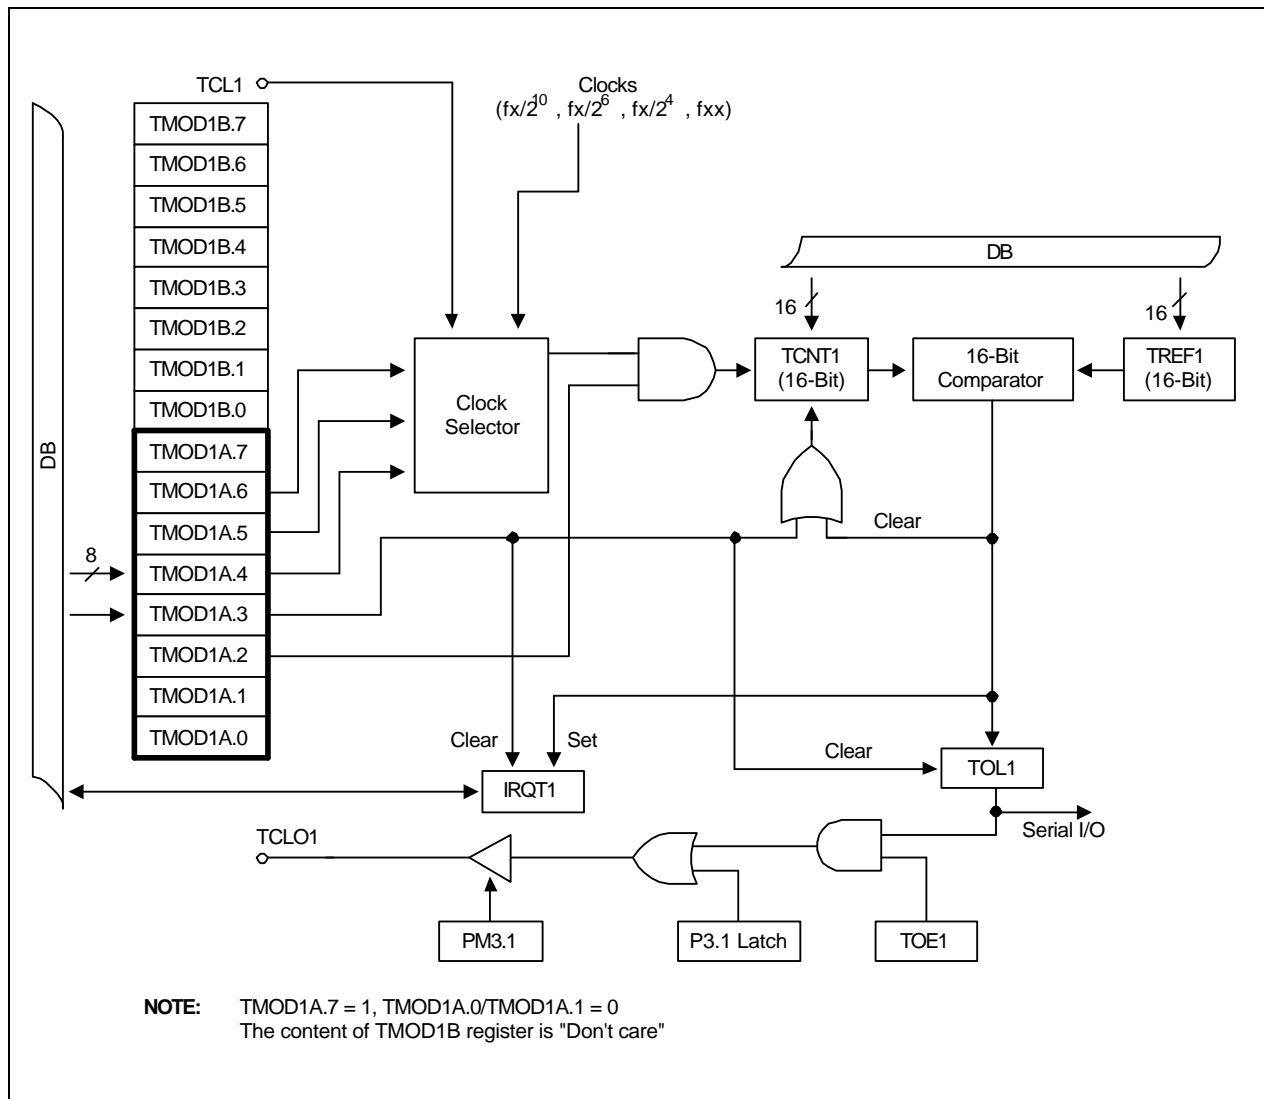 TCL1
Clocks
(fx/2^10 , fx/2^6 , fx/2^4 , fxx)
TMOD1B.7
TMOD1B.6
TMOD1B.5
TMOD1B.4
TMOD1B.3
TMOD1B.2
TMOD1B.1
TMOD1B.0
TMOD1A.7
TMOD1A.6
TMOD1A.5
TMOD1A.4
TMOD1A.3
TMOD1A.2
TMOD1A.1
TMOD1A.0
DB
8
Clock
Selector
DB
16
16
TCNT1
(16-Bit)
16-Bit
Comparator
TREF1
(16-Bit)
Clear
Clear
Set
Clear
IRQT1
TOL1
Serial I/O
TCLO1
PM3.1
P3.1 Latch
TOE1
NOTE: TMOD1A.7 = 1, TMOD1A.0/TMOD1A.1 = 0
The content of TMOD1B register is "Don't care"